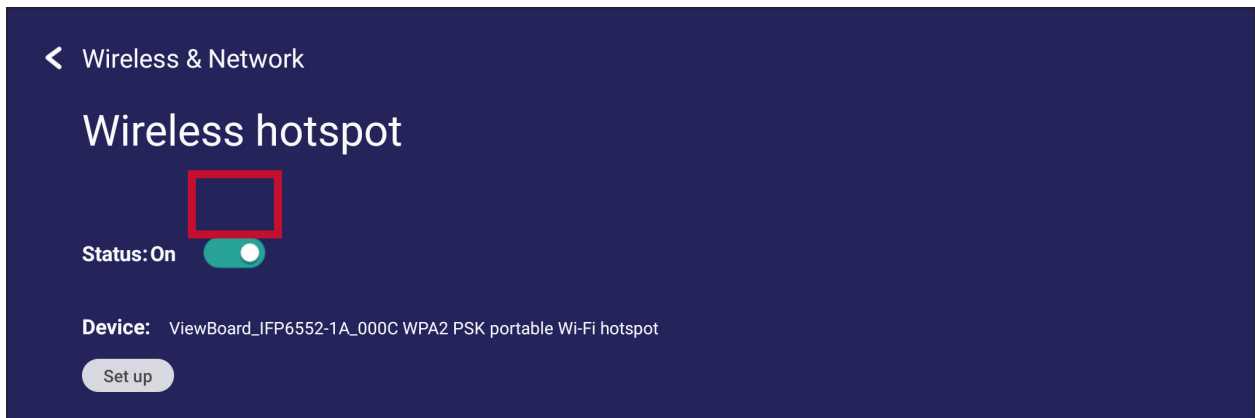 Wireless & Network
Wireless hotspot
Status: On
Device: ViewBoard_IFP6552-1A_000C WPA2 PSK portable Wi-Fi hotspot
Set up